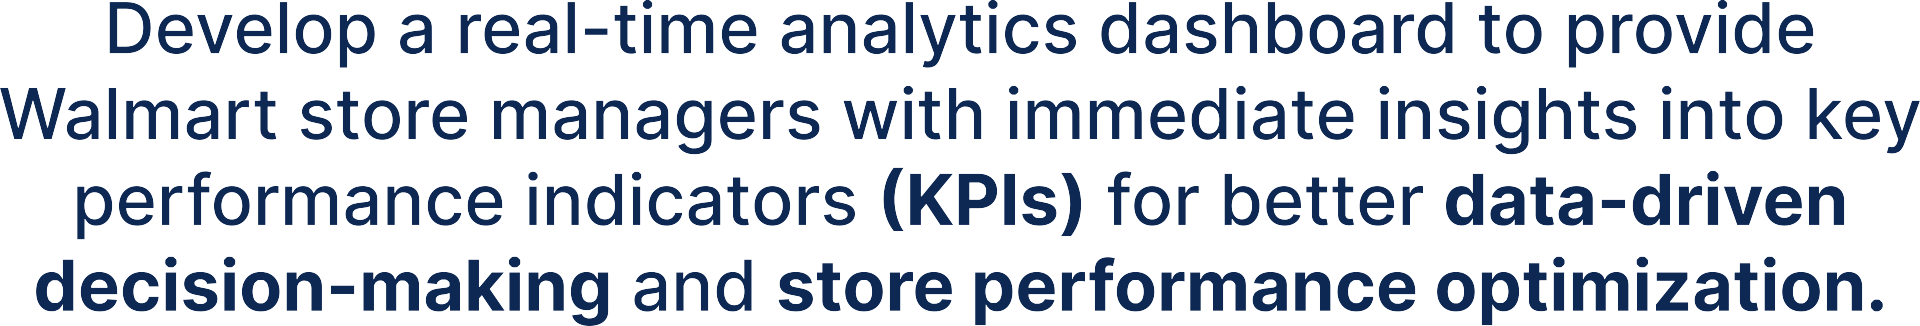 Develop a real-time analytics dashboard to provide
Walmart store managers with immediate insights into key
performance indicators (KPIs) for better data-driven
decision-making and store performance optimization.